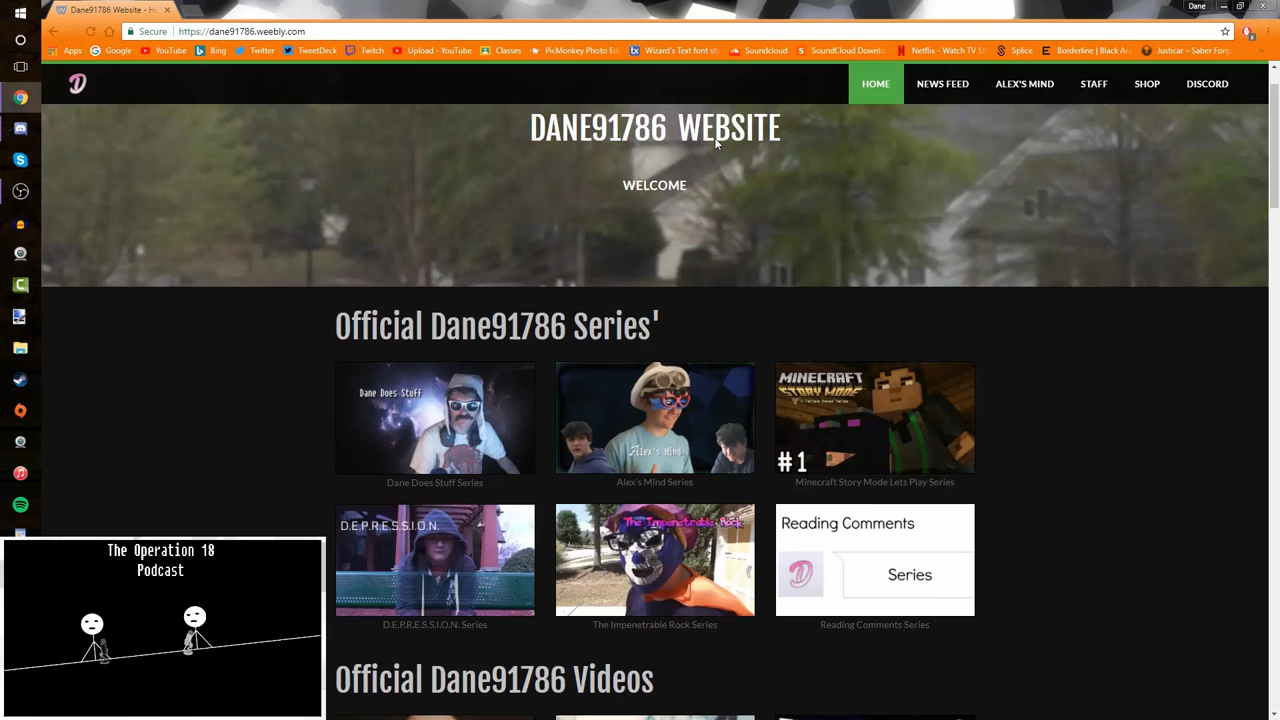 Dane91786 Website - H
Dane
Secure
https://dane91786.weebly.com
Apps
Google
YouTube
Bing
Twitter
TweetDeck
Twitch
Upload - YouTube
Classes
PicMonkey Photo Ed
Wizard's Text font st
Soundcloud
SoundCloud Downlo
Netflix - Watch TV S
Splice
Borderline | Black A
Justicar – Saber Forg
D
HOME
NEWS FEED
ALEX'S MIND
STAFF
SHOP
DISCORD
DANE91786 WEBSITE
WELCOME
Official Dane91786 Series'
Dane Does Stuff
Alex's Mind
MINECRAFT
STORY MODE
#1
Dane Does Stuff Series
Alex's Mind Series
Minecraft Story Mode Lets Play Series
D.E.P.R.E.S.S.I.O.N.
The Impenetrable Rock
Reading Comments
D
Series
D.E.P.R.E.S.S.I.O.N. Series
The Impenetrable Rock Series
Reading Comments Series
Official Dane91786 Videos
The Operation 18
Podcast